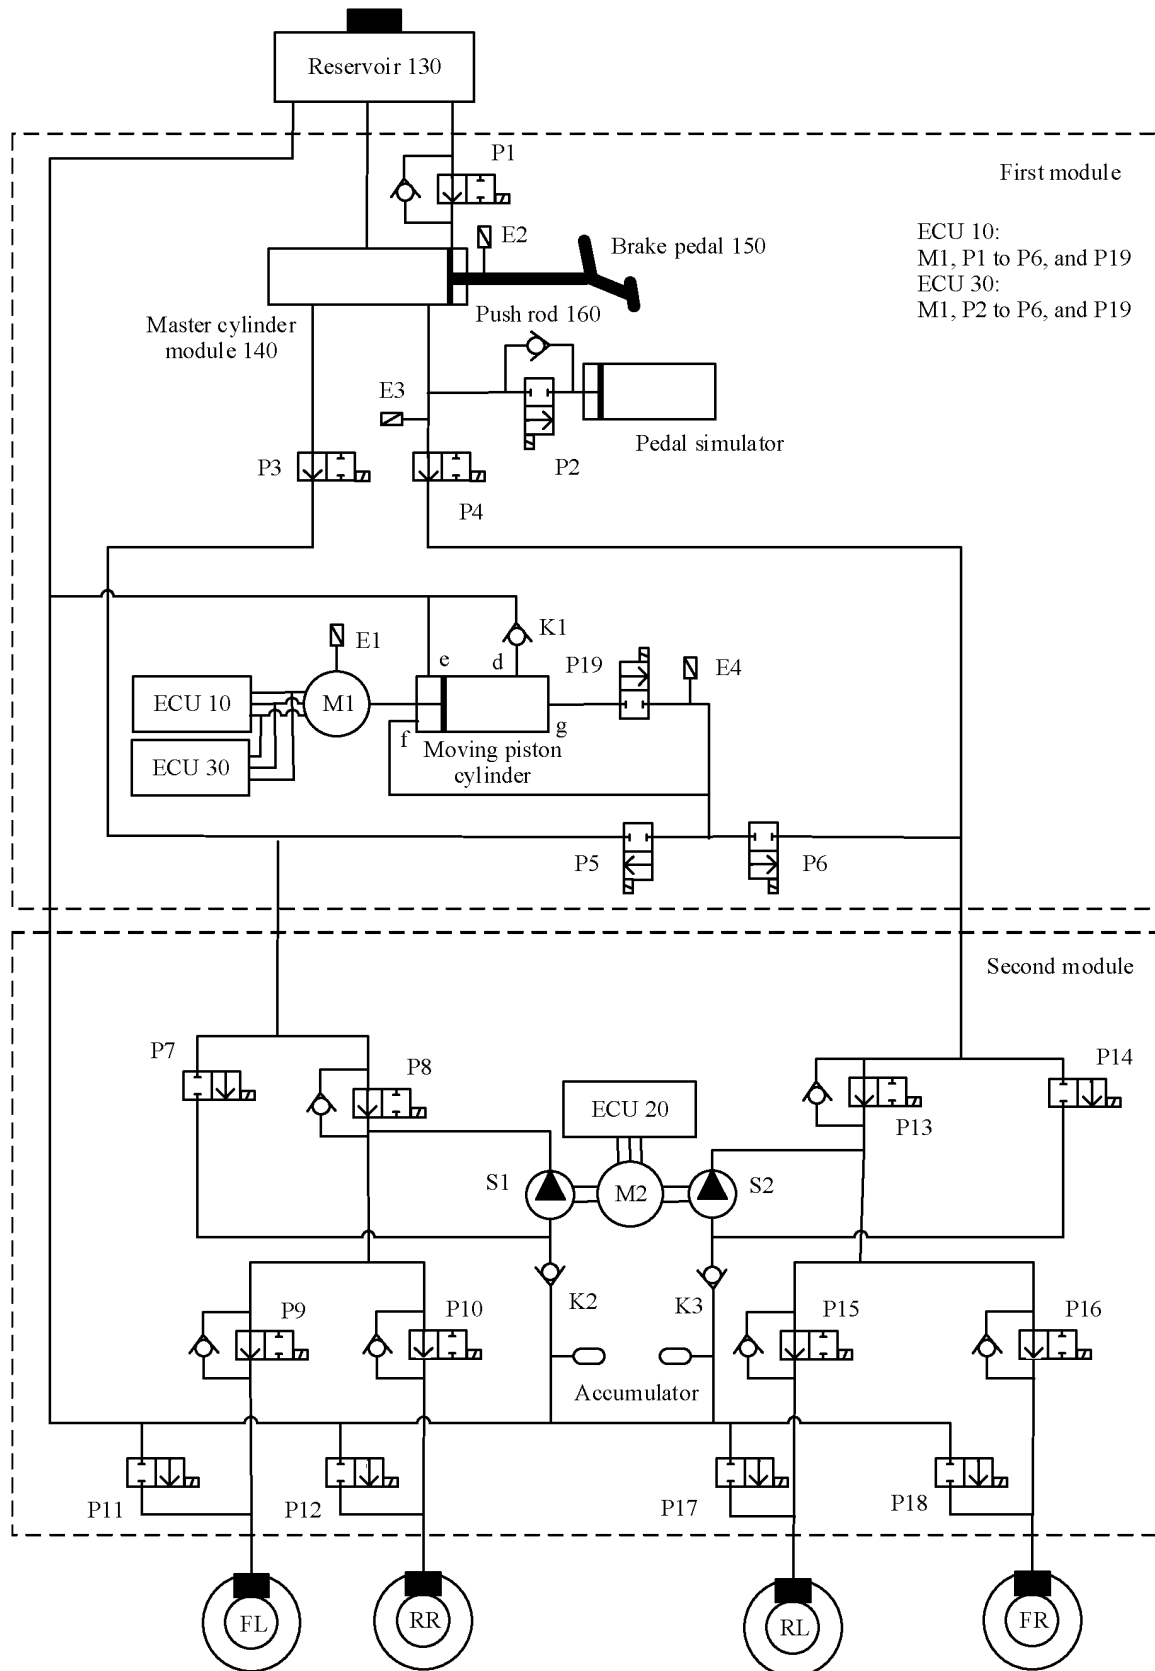 Reservoir 130
P1
First module
E2
Brake pedal 150
ECU 10:
M1, P1 to P6, and P19
ECU 30:
M1, P2 to P6, and P19
Push rod 160
Master cylinder
module 140
E3
Pedal simulator
P3
P2
P4
E1
K1
e
d
P19
E4
ECU 10
M1
f
g
Moving piston
cylinder
ECU 30
P5
P6
Second module
P7
P8
P14
ECU 20
P13
S1
M2
S2
K2
K3
P9
P10
P15
P16
Accumulator
P11
P12
P17
P18
FL
RR
RL
FR